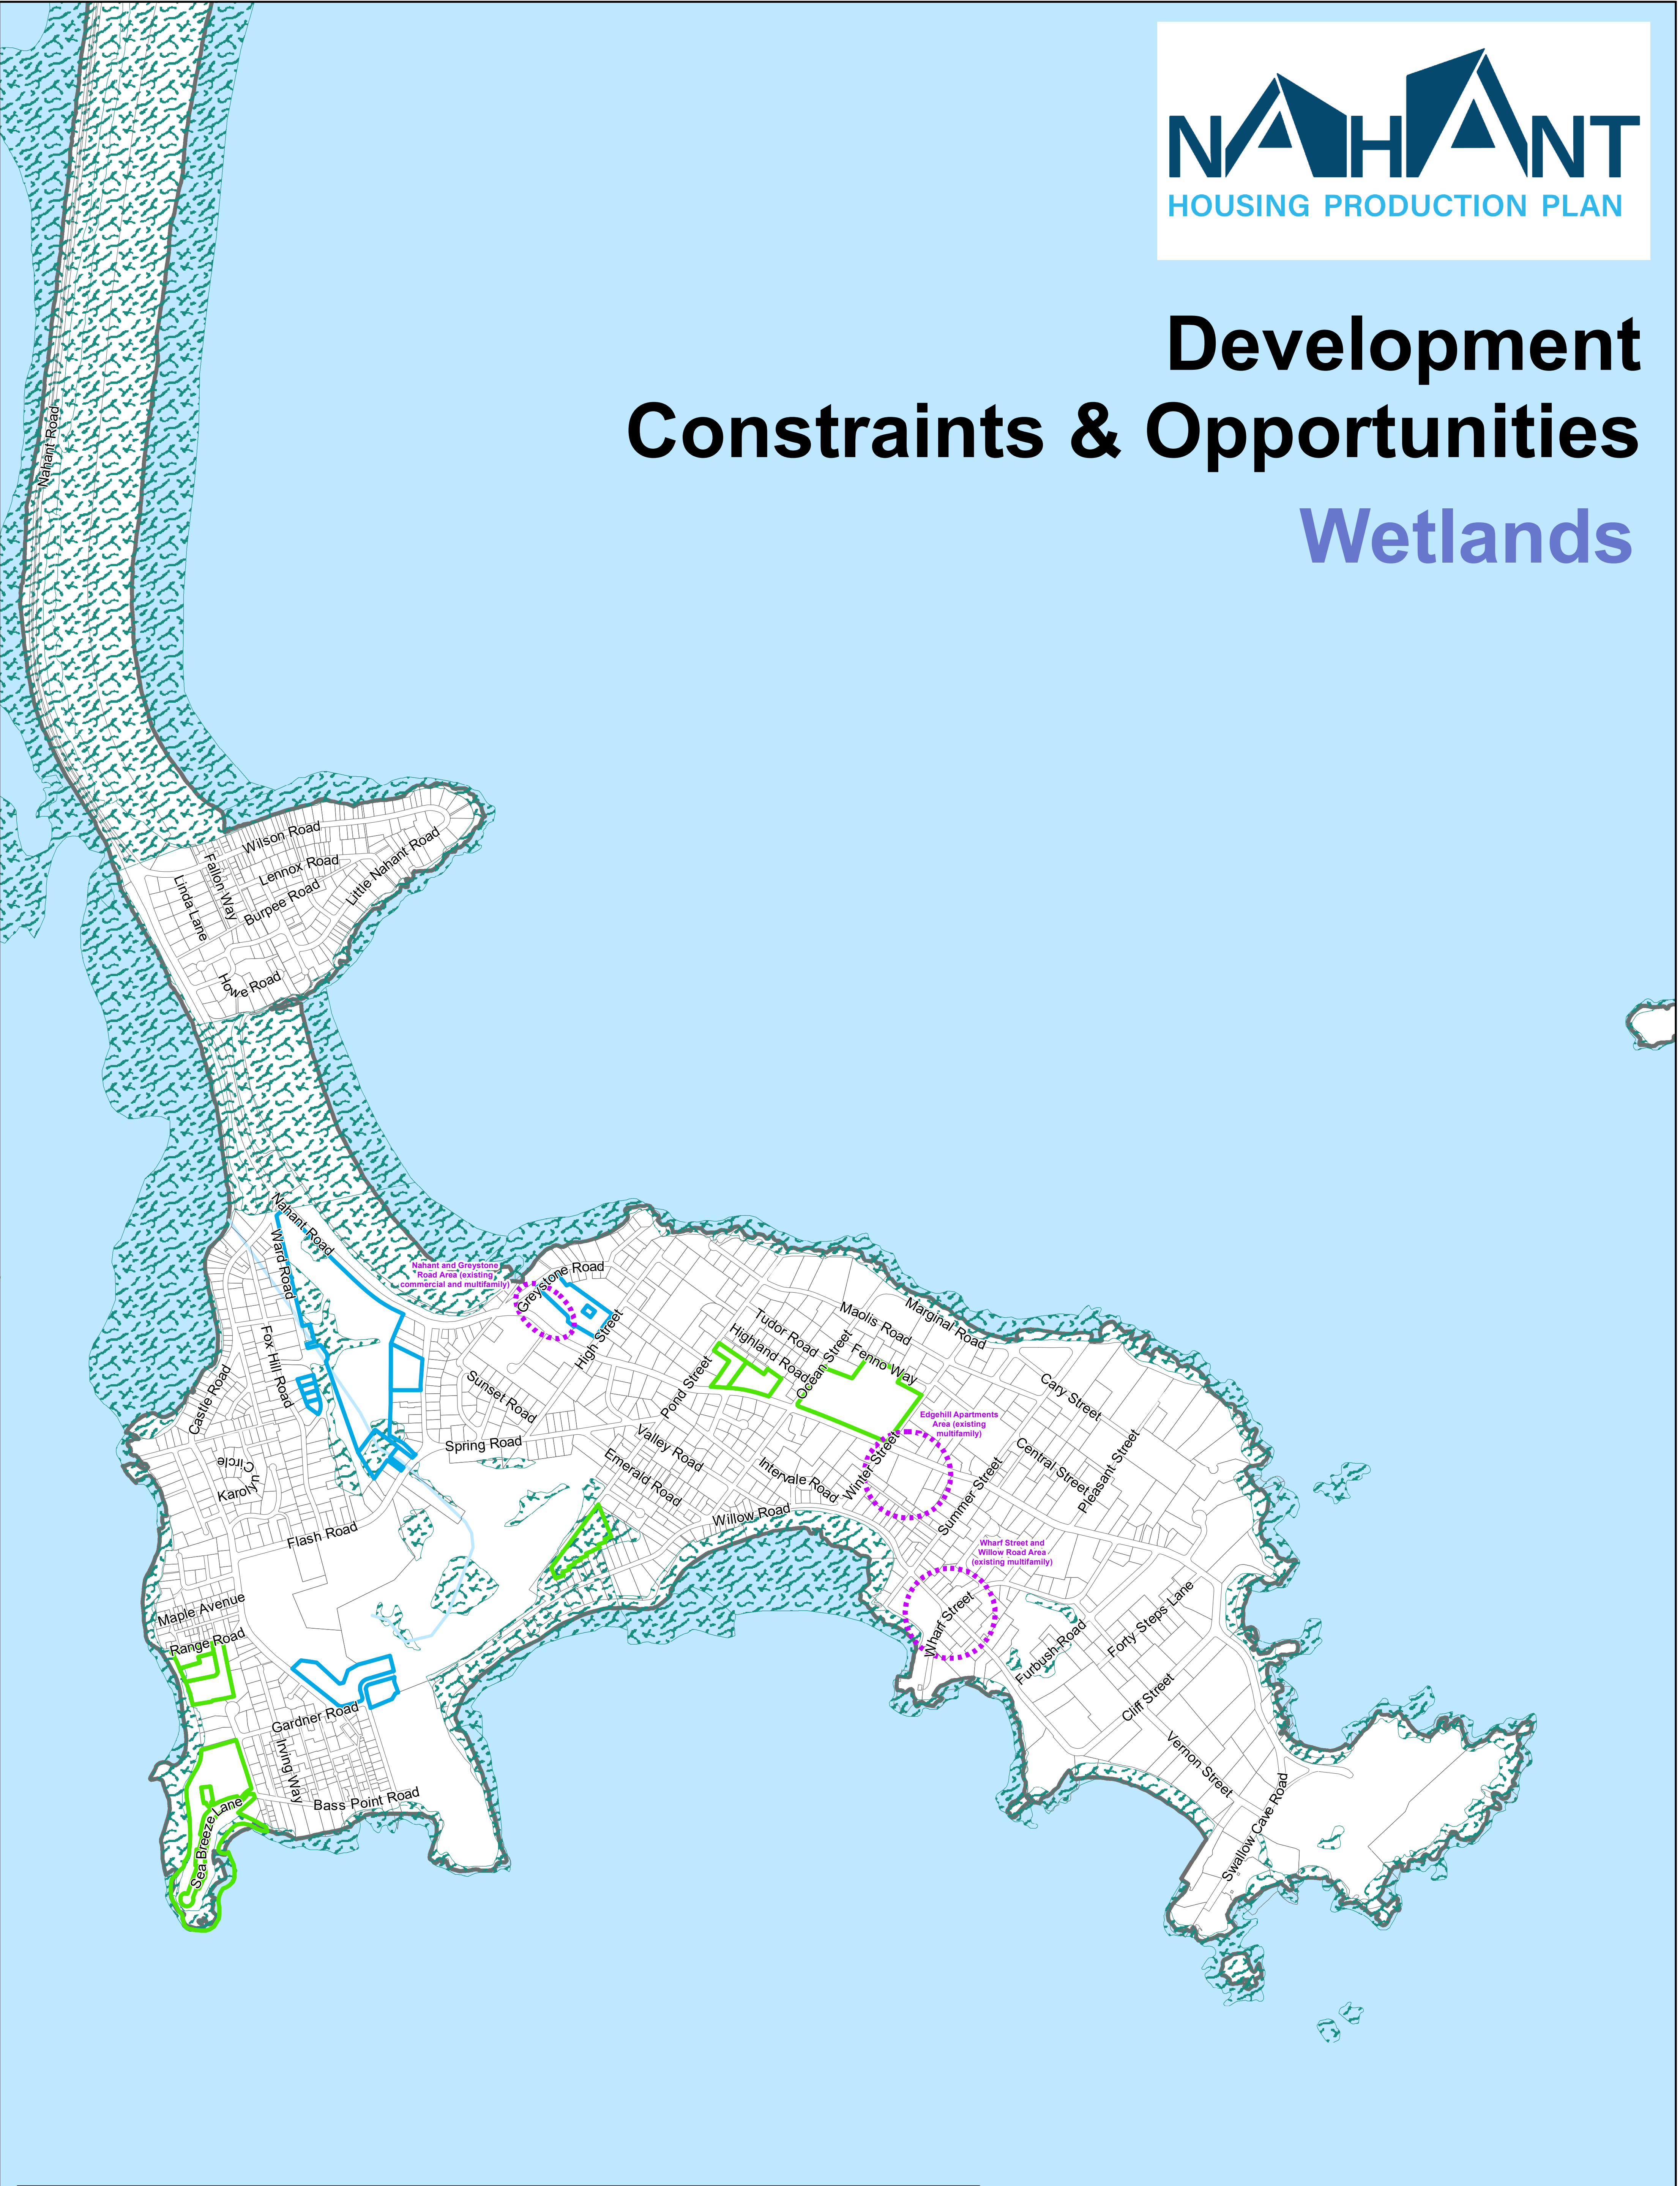 NAHANT
HOUSING PRODUCTION PLAN
Development
Constraints & Opportunities
Wetlands
Nahant Road
Wilson Road
Lennox Road
Little Nahant Road
Fallon Way
Burpee Road
Linda Lane
Howe Road
Nahant Road
Ward Road
Nahant and Greystone
Road Area (existing
commercial and multifamily)
Greystone Road
High Street
Fox Hill Road
Castle Road
Sunset Road
Spring Road
Pond Street
Tudor Road
Highland Road
Maolis Road
Marginal Road
Ocean Street
Fenno Way
Cary Street
Edgehill Apartments
Area (existing
multifamily)
Central Street
Pleasant Street
Valley Road
Emerald Road
Intervale Road
Winter Street
Summer Street
Willow Road
Karolyn Circle
Flash Road
Wharf Street and
Willow Road Area
(existing multifamily)
Wharf Street
Furbush Road
Forty Steps Lane
Cliff Street
Vernon Street
Swallow Cave Road
Maple Avenue
Range Road
Gardner Road
Irving Way
Bass Point Road
Sea Breeze Lane